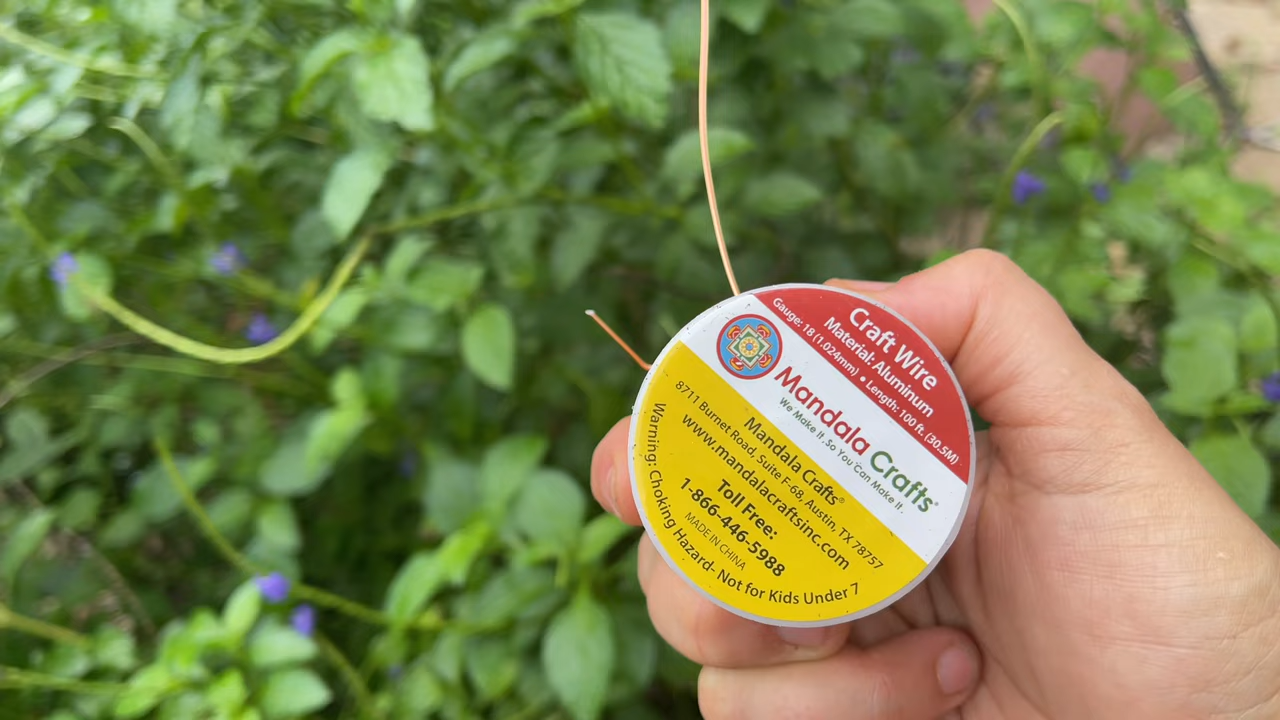 Craft Wire
Material: Aluminum
Gauge: 18 (1.024mm) • Length: 100 ft. (30.5M)
Mandala Crafts®
We Make It. So You Can Make It.
Mandala Crafts®
8711 Burnet Road, Suite F-68, Austin, TX 78757
www.mandalacraftsinc.com
Toll Free:
1-866-446-5988
MADE IN CHINA
Warning: Choking Hazard- Not for Kids Under 7